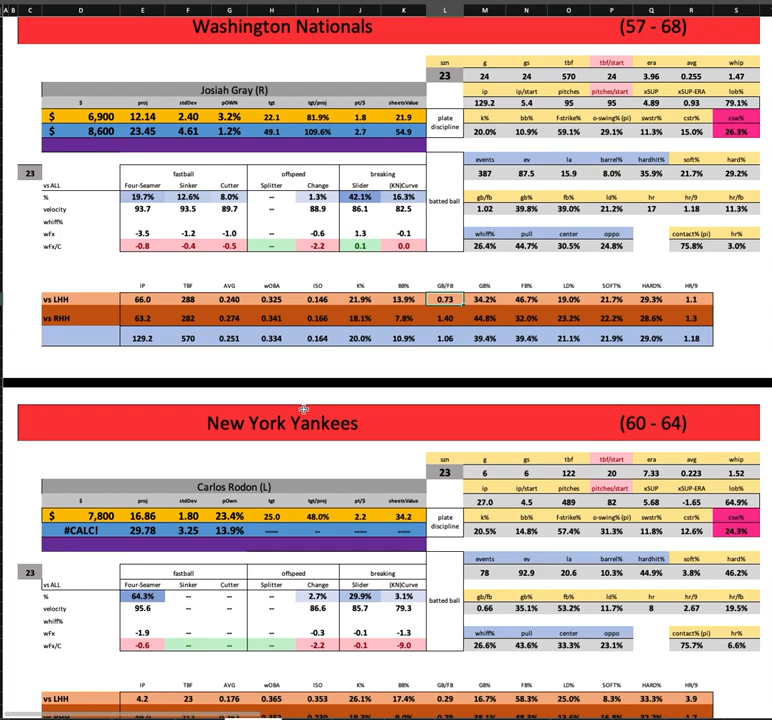 A B C D E F G H I J K L M N O P Q R S
Washington Nationals (57 - 68)
szn g gs tbf tbf/start era avg whip
23 24 24 570 24 3.96 0.255 1.47
Josiah Gray (R) ip ip/start pitches pitches/start xSUP xSUP-ERA lob%
$ proj stdDev pOWN tgt tgt/proj pt/$ sheetsValue 129.2 5.4 95 95 4.89 0.93 79.1%
$ 6,900 12.14 2.40 3.2% 22.1 81.9% 1.8 21.9 plate discipline k% bb% f-strike% o-swing% (pi) swstr% cstr% csw%
$ 8,600 23.45 4.61 1.2% 49.1 109.6% 2.7 54.9 20.0% 10.9% 59.1% 29.1% 11.3% 15.0% 26.3%
events ev la barrel% hardhit% soft% hard%
23 fastball offspeed breaking 387 87.5 15.9 8.0% 35.9% 21.7% 29.2%
vs ALL Four-Seamer Sinker Cutter Splitter Change Slider (KN)Curve
% 19.7% 12.6% 8.0% -- 1.3% 42.1% 16.3% batted ball gb/fb gb% fb% ld% hr hr/9 hr/fb
velocity 93.7 93.5 89.7 -- 88.9 86.1 82.5 1.02 39.8% 39.0% 21.2% 17 1.18 11.3%
whiff%
wFx -3.5 -1.2 -1.0 -0.6 1.3 -0.1 whiff% pull center oppo contact% (pi) hr%
wFx/C -0.8 -0.4 -0.5 -- -2.2 0.1 0.0 26.4% 44.7% 30.5% 24.8% 75.8% 3.0%
IP TBF AVG wOBA ISO K% BB% GB/FB GB% FB% LD% SOFT% HARD% HR/9
vs LHH 66.0 288 0.240 0.325 0.146 21.9% 13.9% 0.73 34.2% 46.7% 19.0% 21.7% 29.3% 1.1
vs RHH 63.2 282 0.274 0.341 0.166 18.1% 7.8% 1.40 44.8% 32.0% 23.2% 22.2% 28.6% 1.3
129.2 570 0.251 0.334 0.164 20.0% 10.9% 1.06 39.4% 39.4% 21.1% 21.9% 29.0% 1.18
New York Yankees (60 - 64)
szn g gs tbf tbf/start era avg whip
23 6 6 122 20 7.33 0.223 1.52
Carlos Rodon (L) ip ip/start pitches pitches/start xSUP xSUP-ERA lob%
$ proj stdDev pOwn tgt tgt/proj pt/$ sheetsValue 27.0 4.5 489 82 5.68 -1.65 64.9%
$ 7,800 16.86 1.80 23.4% 25.0 48.0% 2.2 34.2 plate discipline k% bb% f-strike% o-swing% (pi) swstr% cstr% csw%
#CALC! 29.78 3.25 13.9% ---- ---- -- ---- 20.5% 14.8% 57.4% 31.3% 11.8% 12.6% 24.3%
events ev la barrel% hardhit% soft% hard%
23 fastball offspeed breaking 78 92.9 20.6 10.3% 44.9% 3.8% 46.2%
vs ALL Four-Seamer Sinker Cutter Splitter Change Slider (KN)Curve
% 64.3% -- -- -- 2.7% 29.9% 3.1% batted ball gb/fb gb% fb% ld% hr hr/9 hr/fb
velocity 95.6 -- -- -- 86.6 85.7 79.3 0.66 35.1% 53.2% 11.7% 8 2.67 19.5%
whiff%
wFx -1.9 -- -- -0.3 -0.1 -1.3 whiff% pull center oppo contact% (pi) hr%
wFx/C -0.6 -- -- -- -2.2 -0.1 -9.0 26.6% 43.6% 33.3% 23.1% 75.7% 6.6%
IP TBF AVG wOBA ISO K% BB% GB/FB GB% FB% LD% SOFT% HARD% HR/9
vs LHH 4.2 23 0.176 0.365 0.353 26.1% 17.4% 0.29 16.7% 58.3% 25.0% 8.3% 33.3% 3.9